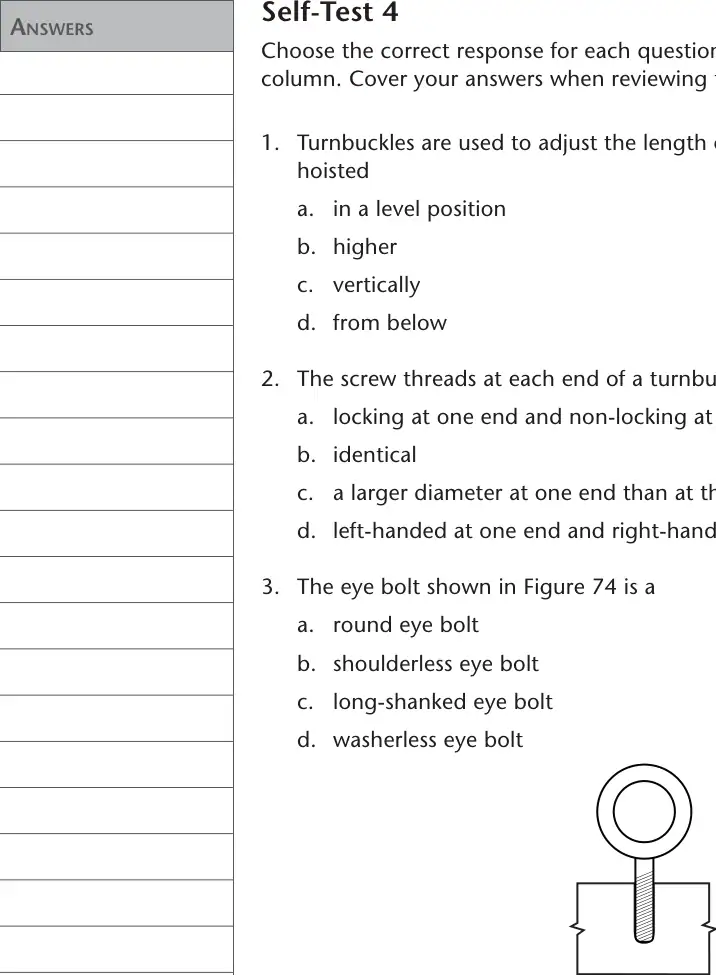 ANSWERS
Self-Test 4
Choose the correct response for each question
column. Cover your answers when reviewing
1. Turnbuckles are used to adjust the length
hoisted
a. in a level position
b. higher
c. vertically
d. from below
2. The screw threads at each end of a turnbu
a. locking at one end and non-locking at
b. identical
c. a larger diameter at one end than at th
d. left-handed at one end and right-hand
3. The eye bolt shown in Figure 74 is a
a. round eye bolt
b. shoulderless eye bolt
c. long-shanked eye bolt
d. washerless eye bolt